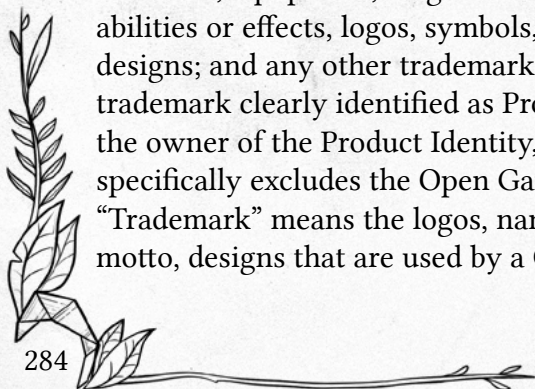 abilities or effects, logos, symbols,
designs; and any other trademark
trademark clearly identified as Pro
the owner of the Product Identity,
specifically excludes the Open Ga
“Trademark” means the logos, nan
motto, designs that are used by a
284